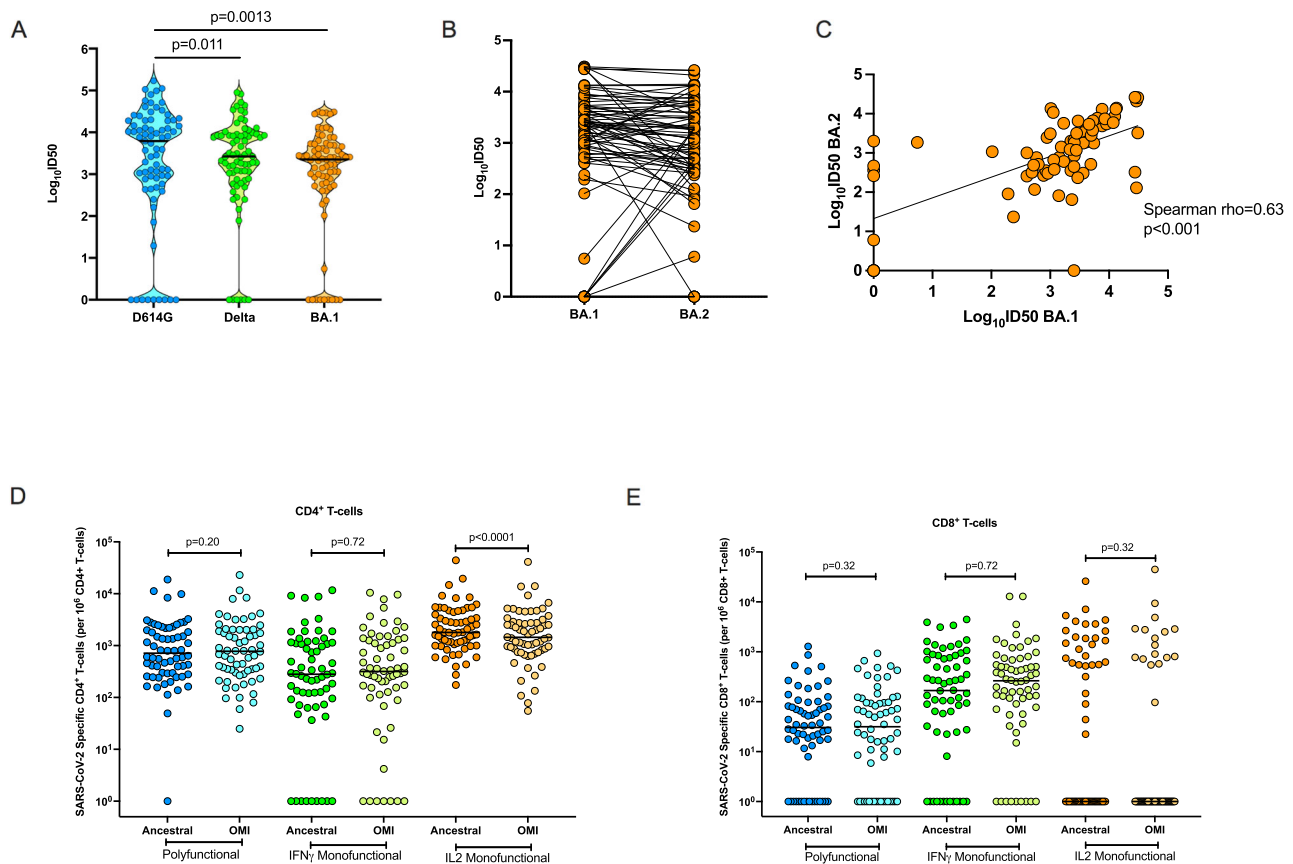 A
p=0.0013
p=0.011
Log10ID50
6
5
4
3
2
1
0
D614G Delta BA.1
B
Log10ID50
5
4
3
2
1
0
BA.1 BA.2
C
Log10ID50 BA.2
5
4
3
2
1
0
0 1 2 3 4 5
Log10ID50 BA.1
Spearman rho=0.63
p<0.001
D
CD4+ T-cells
SARS-CoV-2 Specific CD4+ T-cells (per 10^6 CD4+ T-cells)
p=0.20 p=0.72 p<0.0001
10^5
10^4
10^3
10^2
10^1
10^0
Ancestral OMI Ancestral OMI Ancestral OMI
Polyfunctional IFNγ Monofunctional IL2 Monofunctional
E
CD8+ T-cells
SARS-CoV-2 Specific CD8+ T-cells (per 10^6 CD8+ T-cells)
p=0.32 p=0.72 p=0.32
10^5
10^4
10^3
10^2
10^1
10^0
Ancestral OMI Ancestral OMI Ancestral OMI
Polyfunctional IFNγ Monofunctional IL2 Monofunctional